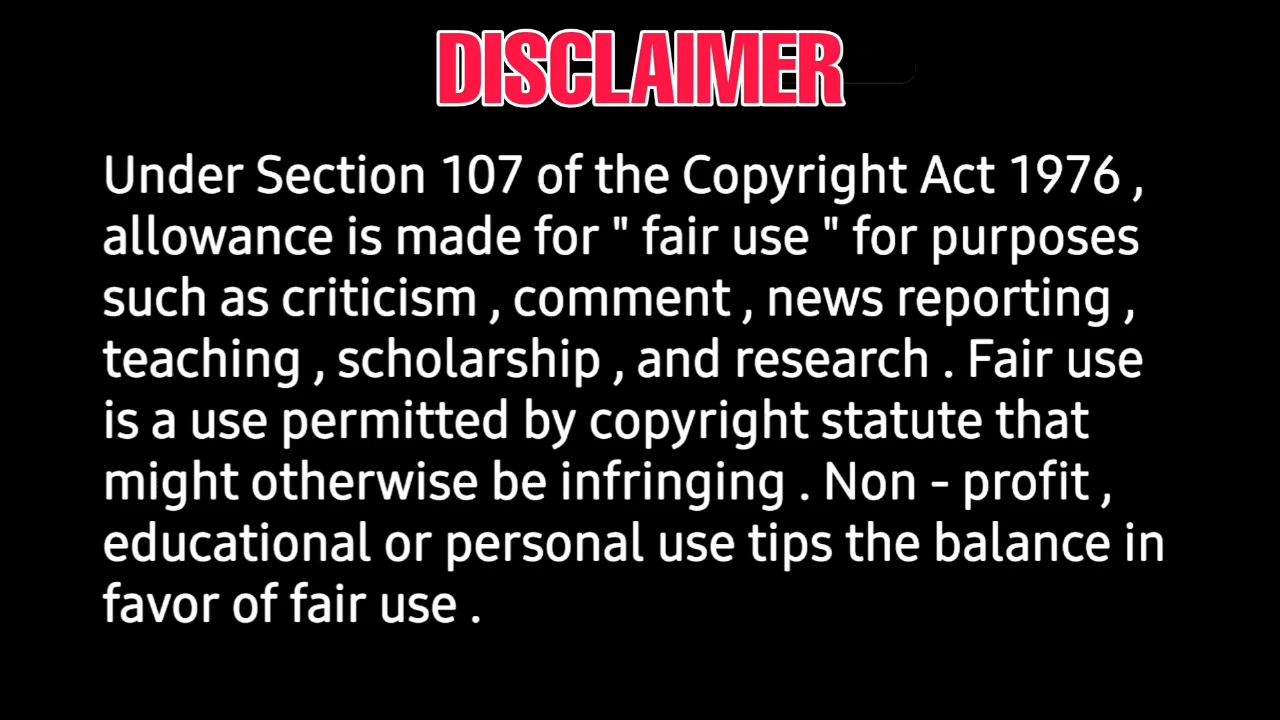 DISCLAIMER
Under Section 107 of the Copyright Act 1976 ,
allowance is made for " fair use " for purposes
such as criticism , comment , news reporting ,
teaching , scholarship , and research . Fair use
is a use permitted by copyright statute that
might otherwise be infringing . Non - profit ,
educational or personal use tips the balance in
favor of fair use .